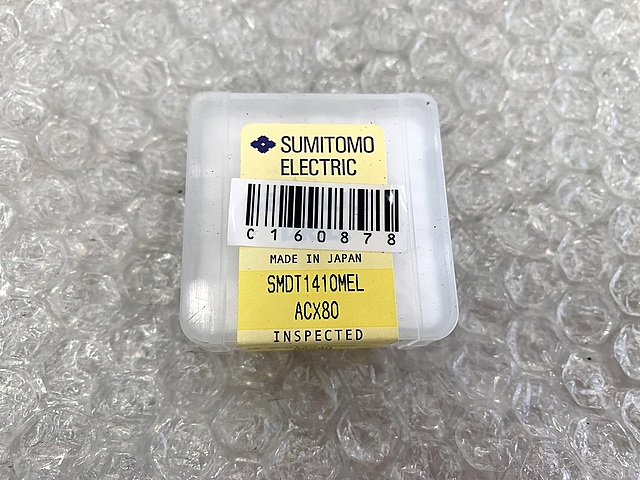 SUMITOMO
ELECTRIC
C160878
MADE IN JAPAN
SMDT1410MEL
ACX80
INSPECTED